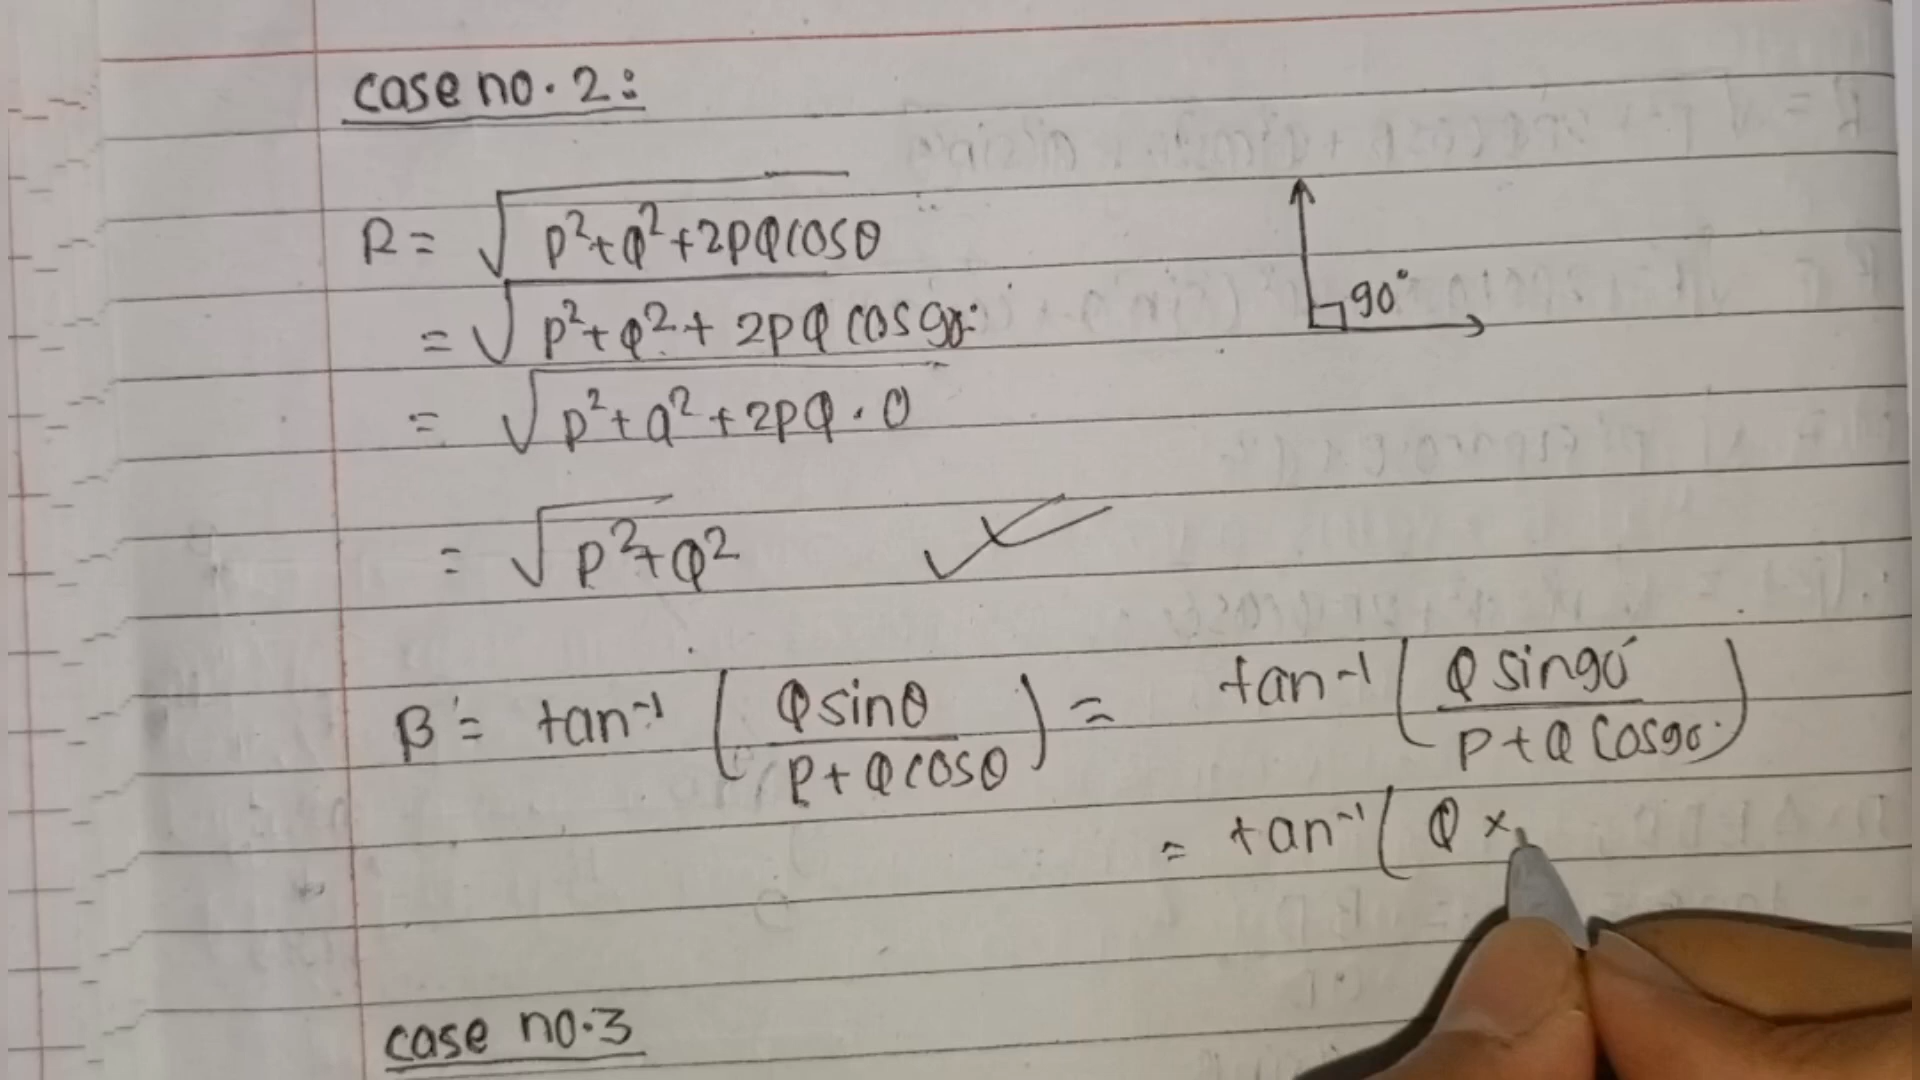 case no. 2:
R = √P²+Q²+2PQcosθ
= √P²+Q²+2PQ cos90°
90°
= √P²+Q²+2PQ · 0
= √P²+Q²
β = tan⁻¹ (Qsinθ / P+Qcosθ) = tan⁻¹ (Q sin90° / P+Q cos90°)
= tan⁻¹ ( Q ×
case no.3